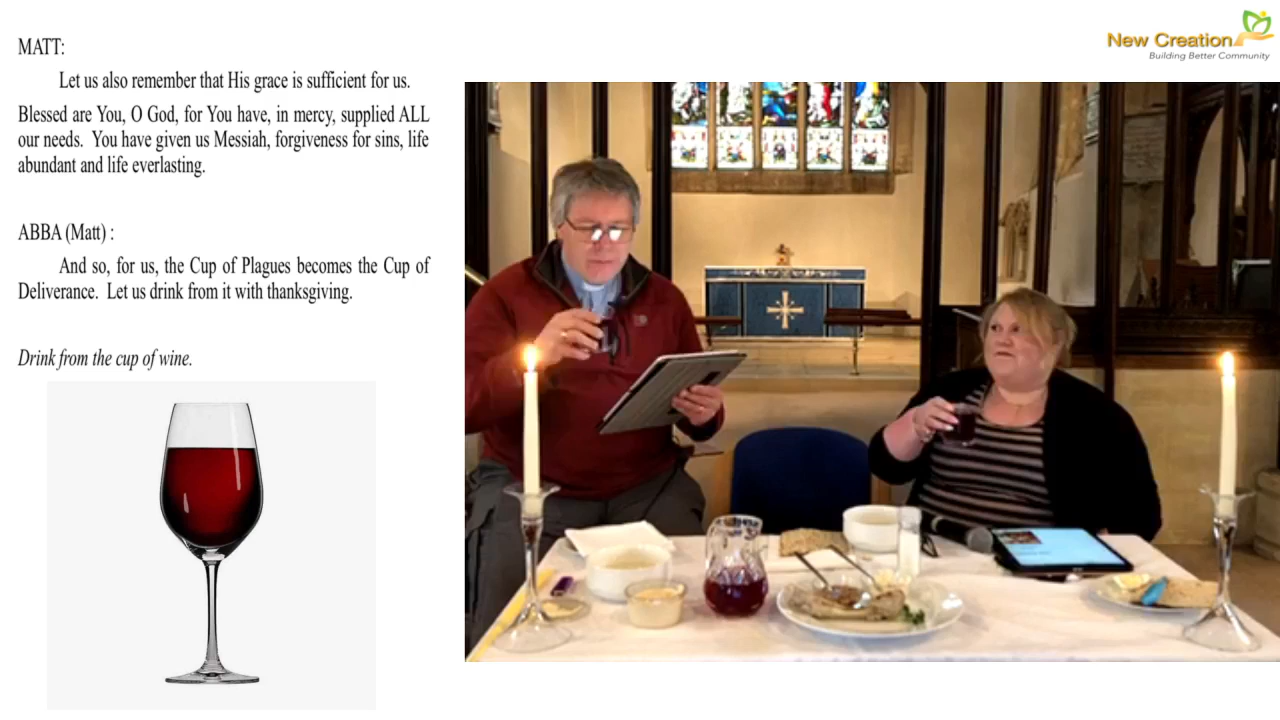 MATT:
Let us also remember that His grace is sufficient for us.
Blessed are You, O God, for You have, in mercy, supplied ALL
our needs.  You have given us Messiah, forgiveness for sins, life
abundant and life everlasting.
ABBA (Matt) :
And so, for us, the Cup of Plagues becomes the Cup of
Deliverance.  Let us drink from it with thanksgiving.
Drink from the cup of wine.
New Creation
Building Better Community